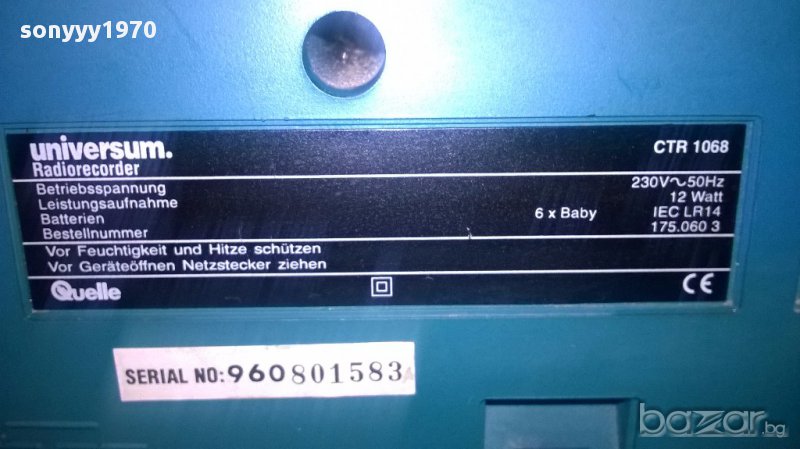 sonyyy1970
universum. CTR 1068
Radiorecorder
Betriebsspannung 230V~50Hz
Leistungsaufnahme 12 Watt
Batterien 6 x Baby IEC LR14
Bestellnummer 175.060 3
Vor Feuchtigkeit und Hitze schützen
Vor Geräteöffnen Netzstecker ziehen
Quelle CE
SERIAL NO: 960801583
bazar.bg